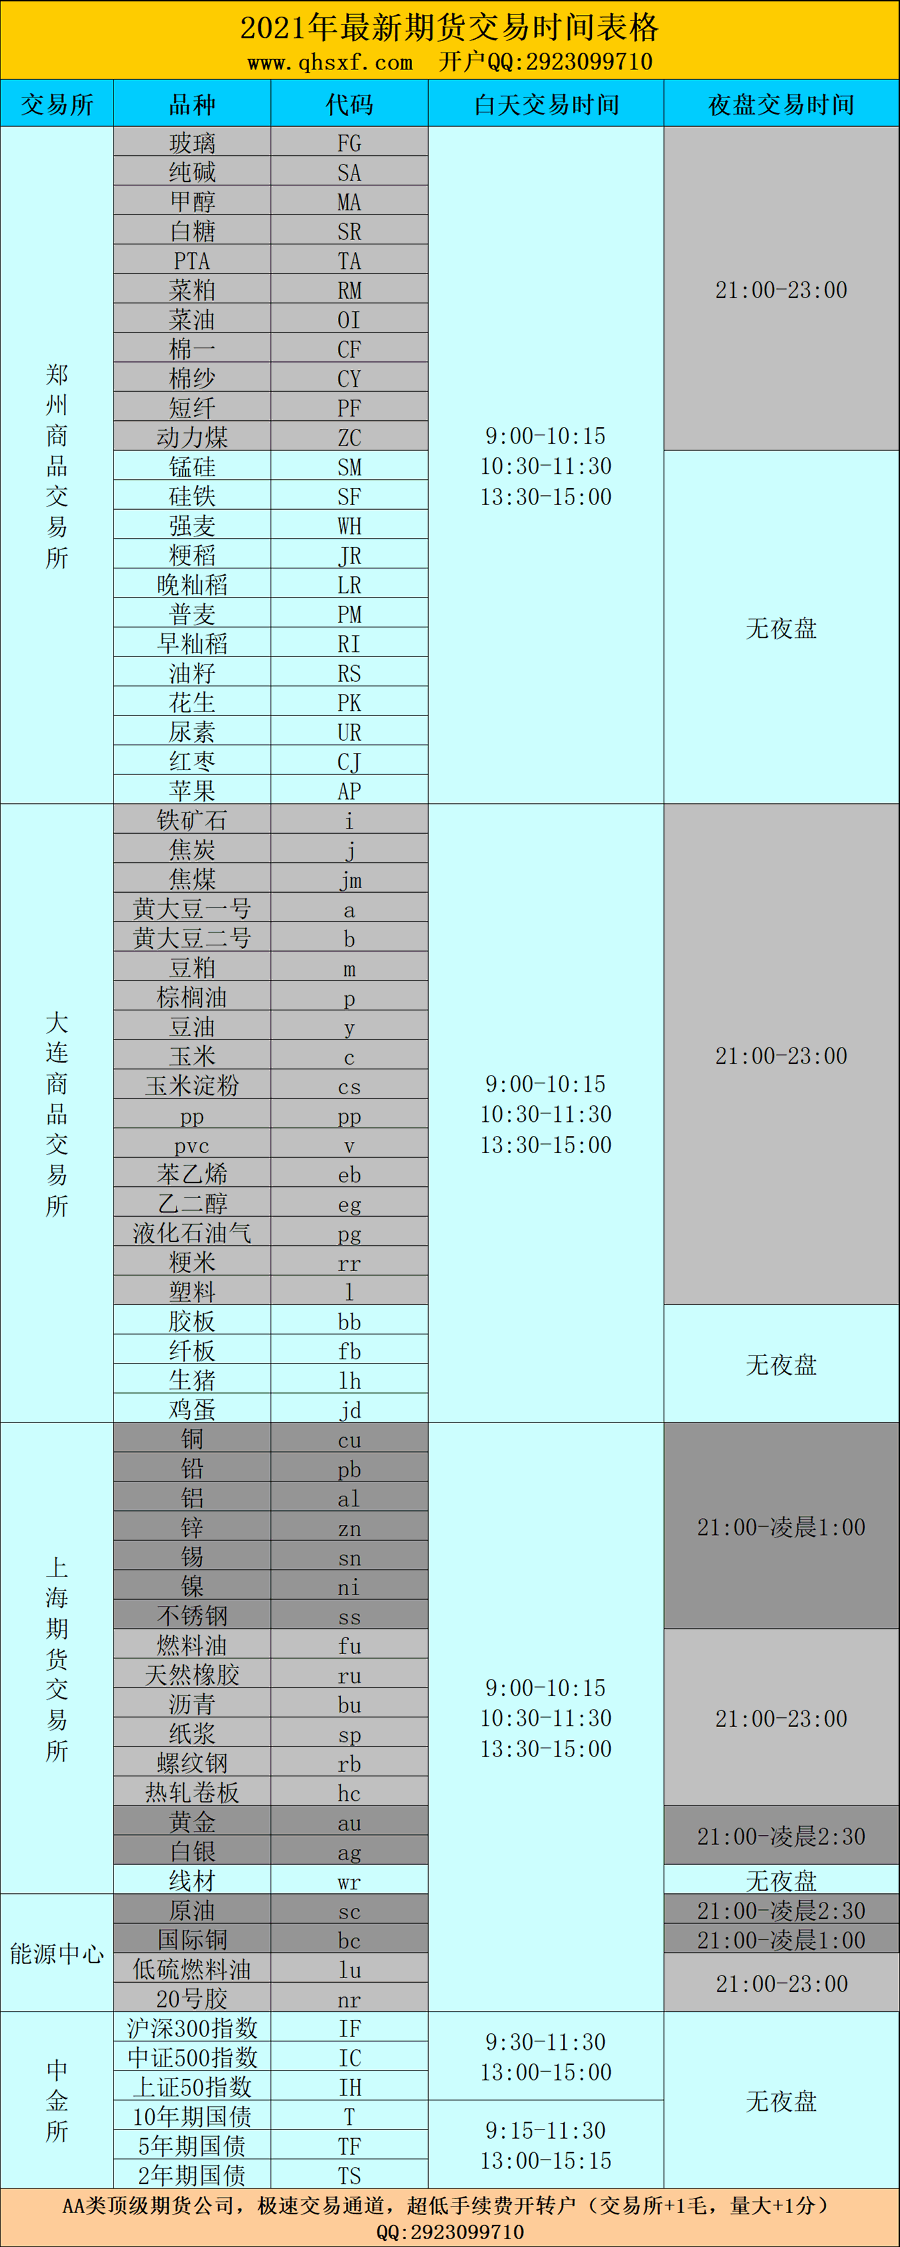 2021年最新期货交易时间表格
www.qhsxf.com 开户QQ:2923099710
交易所 品种 代码 白天交易时间 夜盘交易时间
郑州商品交易所
玻璃 FG
纯碱 SA
甲醇 MA
白糖 SR
PTA TA
菜粕 RM
菜油 OI
棉一 CF
棉纱 CY
短纤 PF
动力煤 ZC
锰硅 SM
硅铁 SF
强麦 WH
粳稻 JR
晚籼稻 LR
普麦 PM
早籼稻 RI
油籽 RS
花生 PK
尿素 UR
红枣 CJ
苹果 AP
9:00-10:15
10:30-11:30
13:30-15:00
21:00-23:00
无夜盘
大连商品交易所
铁矿石 i
焦炭 j
焦煤 jm
黄大豆一号 a
黄大豆二号 b
豆粕 m
棕榈油 p
豆油 y
玉米 c
玉米淀粉 cs
pp pp
pvc v
苯乙烯 eb
乙二醇 eg
液化石油气 pg
粳米 rr
塑料 l
胶板 bb
纤板 fb
生猪 lh
鸡蛋 jd
9:00-10:15
10:30-11:30
13:30-15:00
21:00-23:00
无夜盘
上海期货交易所
铜 cu
铅 pb
铝 al
锌 zn
锡 sn
镍 ni
不锈钢 ss
燃料油 fu
天然橡胶 ru
沥青 bu
纸浆 sp
螺纹钢 rb
热轧卷板 hc
黄金 au
白银 ag
线材 wr
9:00-10:15
10:30-11:30
13:30-15:00
21:00-凌晨1:00
21:00-23:00
21:00-凌晨2:30
无夜盘
能源中心
原油 sc
国际铜 bc
低硫燃料油 lu
20号胶 nr
21:00-凌晨2:30
21:00-凌晨1:00
21:00-23:00
中金所
沪深300指数 IF
中证500指数 IC
上证50指数 IH
10年期国债 T
5年期国债 TF
2年期国债 TS
9:30-11:30
13:00-15:00
9:15-11:30
13:00-15:15
无夜盘
AA类顶级期货公司，极速交易通道，超低手续费开转户（交易所+1毛，量大+1分）
QQ:2923099710